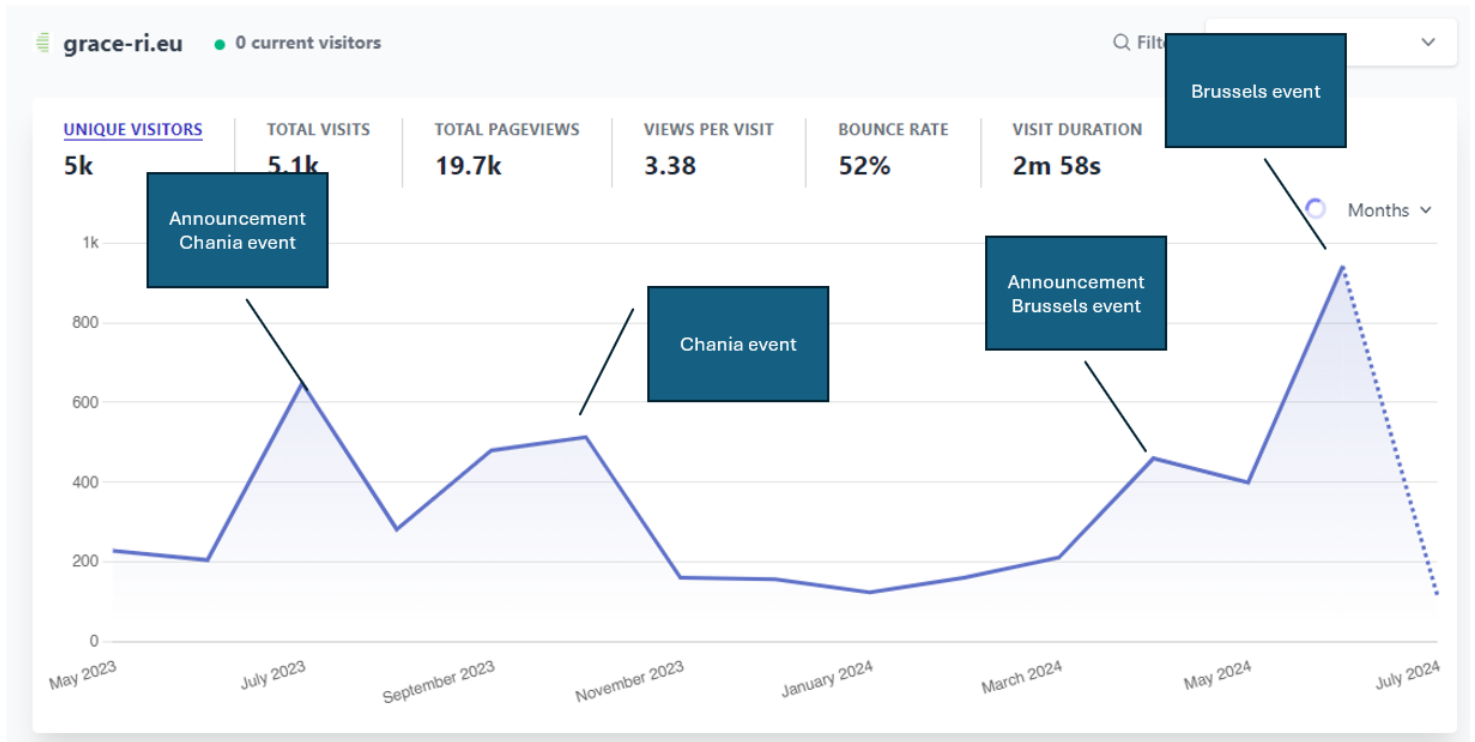 grace-ri.eu
0 current visitors
Brussels event
UNIQUE VISITORS
5k
TOTAL VISITS
5.1k
TOTAL PAGEVIEWS
19.7k
VIEWS PER VISIT
3.38
BOUNCE RATE
52%
VISIT DURATION
2m 58s
Months
Announcement
Chania event
Chania event
Announcement
Brussels event
1k
800
600
400
200
0
May 2023
July 2023
September 2023
November 2023
January 2024
March 2024
May 2024
July 2024